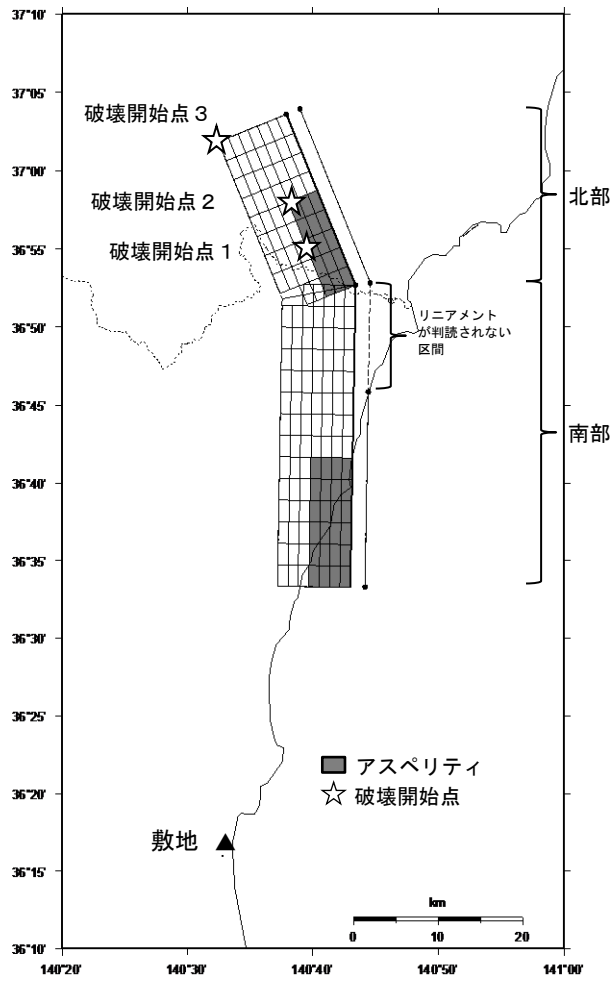 37°10'
37°05'
37°00'
36°55'
36°50'
36°45'
36°40'
36°35'
36°30'
36°25'
36°20'
36°15'
36°10'
破壊開始点３
破壊開始点２
破壊開始点１
北部
リニアメント
が判読されない
区間
南部
アスペリティ
破壊開始点
敷地
km
0 10 20
140°20' 140°30' 140°40' 140°50' 141°00'